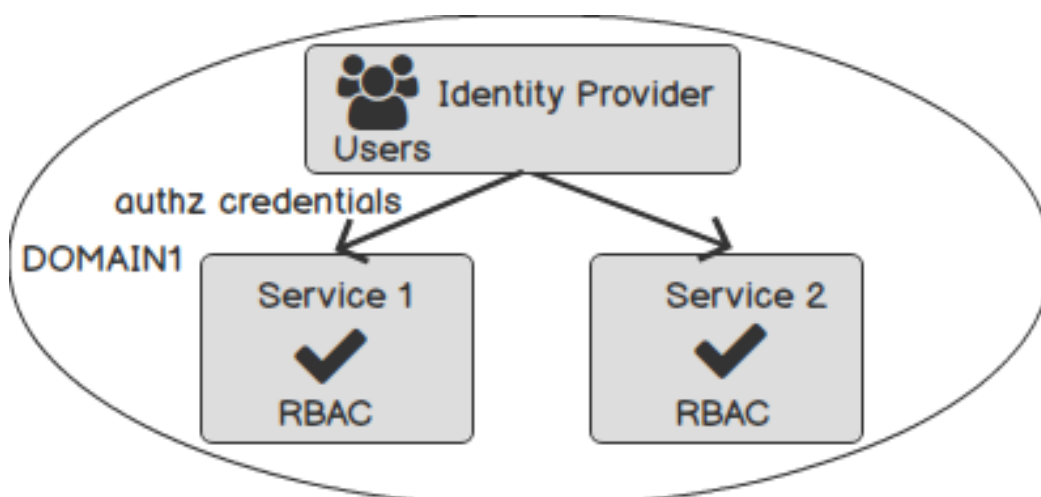 Identity Provider
Users
authz credentials
DOMAIN1
Service 1
RBAC
Service 2
RBAC